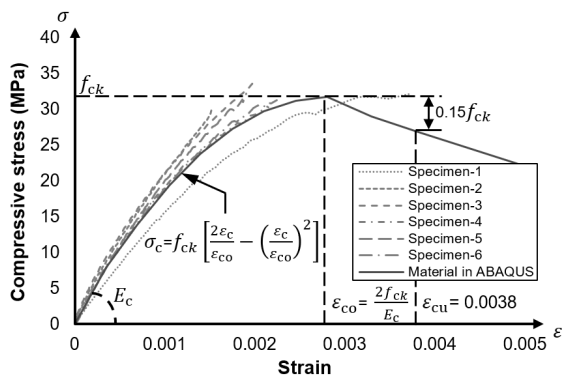 σ
40
35
30
25
20
15
10
5
0
Compressive stress (MPa)
f_ck
0.15f_ck
Specimen-1
Specimen-2
Specimen-3
Specimen-4
Specimen-5
Specimen-6
Material in ABAQUS
σ_c=f_ck [2ε_c/ε_co − (ε_c/ε_co)^2]
E_c
ε_co = 2f_ck/E_c
ε_cu = 0.0038
0 0.001 0.002 0.003 0.004 0.005 ε
Strain